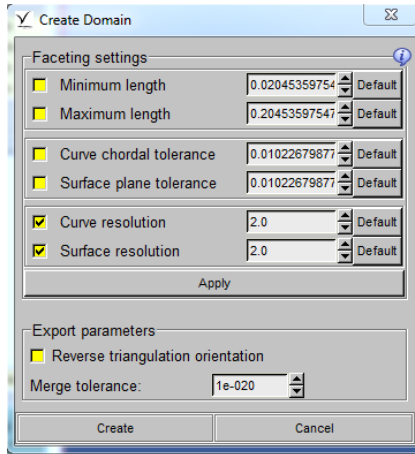 Create Domain
Faceting settings
Minimum length 0.02045359754 Default
Maximum length 0.20453597547 Default
Curve chordal tolerance 0.01022679877 Default
Surface plane tolerance 0.01022679877 Default
Curve resolution 2.0 Default
Surface resolution 2.0 Default
Apply
Export parameters
Reverse triangulation orientation
Merge tolerance: 1e-020
Create Cancel